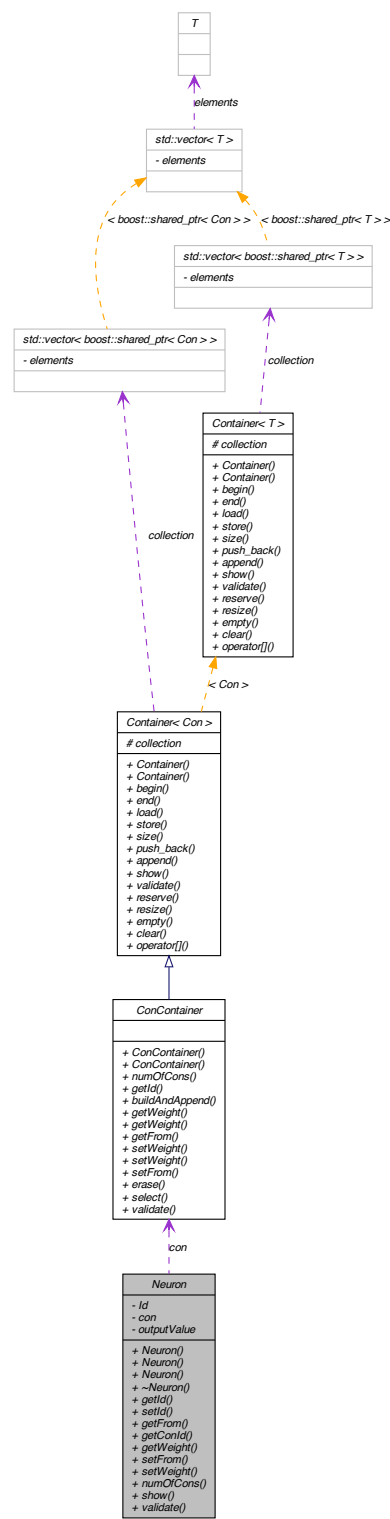 T
elements
std::vector< T >
- elements
< boost::shared_ptr< Con > >
< boost::shared_ptr< T > >
std::vector< boost::shared_ptr< T > >
- elements
std::vector< boost::shared_ptr< Con > >
- elements
collection
Container< T >
# collection
+ Container()
+ Container()
+ begin()
+ end()
+ load()
+ store()
+ size()
+ push_back()
+ append()
+ show()
+ validate()
+ reserve()
+ resize()
+ empty()
+ clear()
+ operator[]()
collection
< Con >
Container< Con >
# collection
+ Container()
+ Container()
+ begin()
+ end()
+ load()
+ store()
+ size()
+ push_back()
+ append()
+ show()
+ validate()
+ reserve()
+ resize()
+ empty()
+ clear()
+ operator[]()
ConContainer
+ ConContainer()
+ ConContainer()
+ numOfCons()
+ getId()
+ buildAndAppend()
+ getWeight()
+ getWeight()
+ getFrom()
+ setWeight()
+ setWeight()
+ setFrom()
+ erase()
+ select()
+ validate()
con
Neuron
- Id
- con
- outputValue
+ Neuron()
+ Neuron()
+ Neuron()
+ ~Neuron()
+ getId()
+ setId()
+ getFrom()
+ getConId()
+ getWeight()
+ setFrom()
+ setWeight()
+ numOfCons()
+ show()
+ validate()